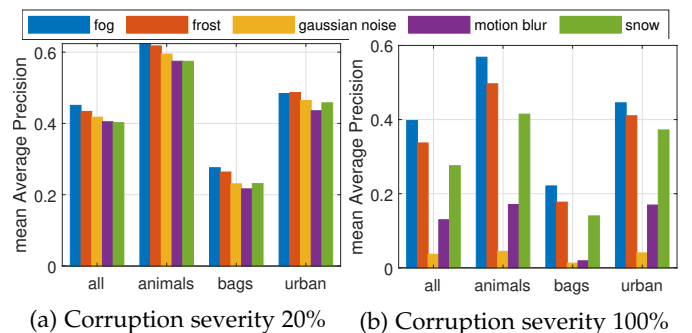 fog frost gaussian noise motion blur snow
mean Average Precision
0.6
0.4
0.2
0
all animals bags urban
(a) Corruption severity 20%
mean Average Precision
0.6
0.4
0.2
0
all animals bags urban
(b) Corruption severity 100%